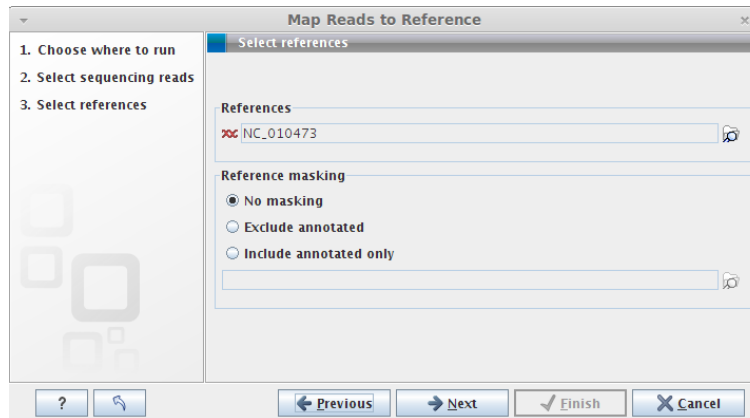 Map Reads to Reference
1. Choose where to run
2. Select sequencing reads
3. Select references
Select references
References
NC_010473
Reference masking
No masking
Exclude annotated
Include annotated only
?
Previous
Next
Finish
Cancel